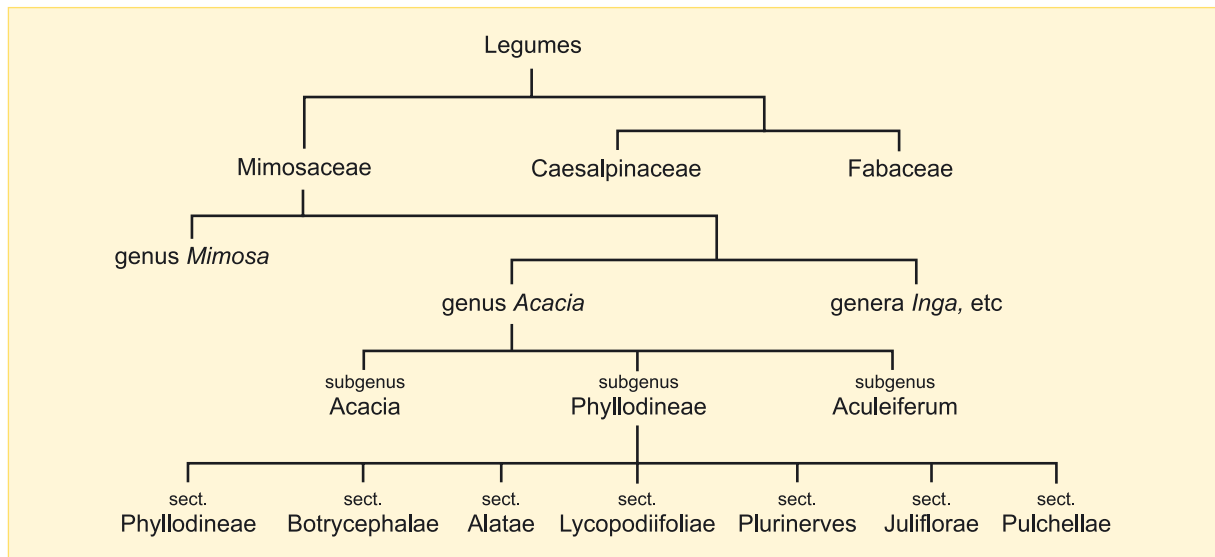 Legumes
Mimosaceae Caesalpinaceae Fabaceae
genus Mimosa
genus Acacia genera Inga, etc
subgenus subgenus subgenus
Acacia Phyllodineae Aculeiferum
sect. sect. sect. sect. sect. sect. sect.
Phyllodineae Botrycephalae Alatae Lycopodiifoliae Plurinerves Juliflorae Pulchellae